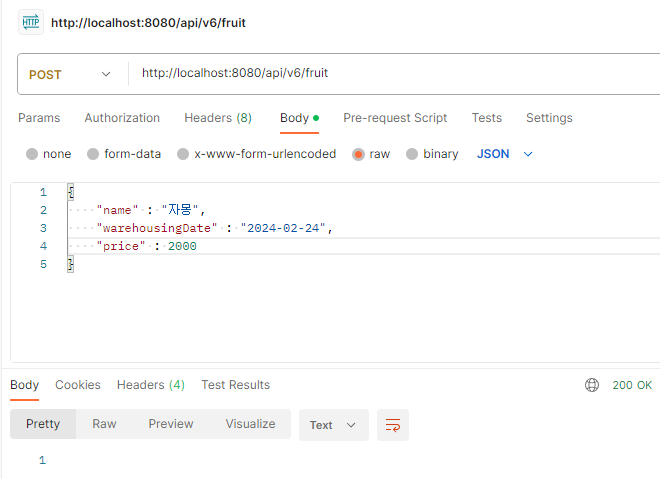 HTTP http://localhost:8080/api/v6/fruit
POST http://localhost:8080/api/v6/fruit
Params Authorization Headers (8) Body Pre-request Script Tests Settings
none form-data x-www-form-urlencoded raw binary JSON
1 {
2 "name" : "자몽",
3 "warehousingDate" : "2024-02-24",
4 "price" : 2000
5 }
Body Cookies Headers (4) Test Results 200 OK
Pretty Raw Preview Visualize Text
1